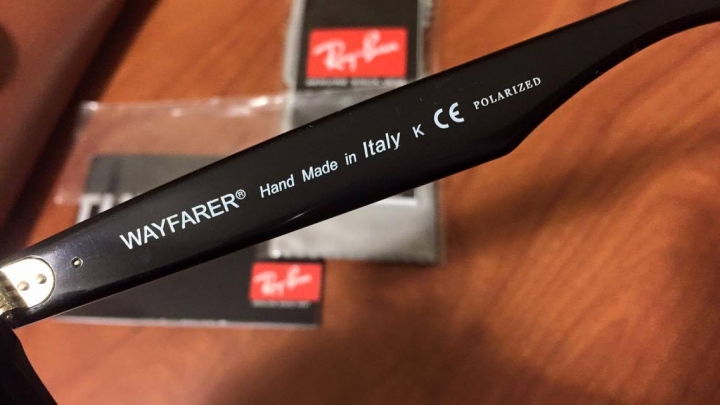 Ray-Ban
WAYFARER® Hand Made in Italy K CE POLARIZED
Ray-Ban